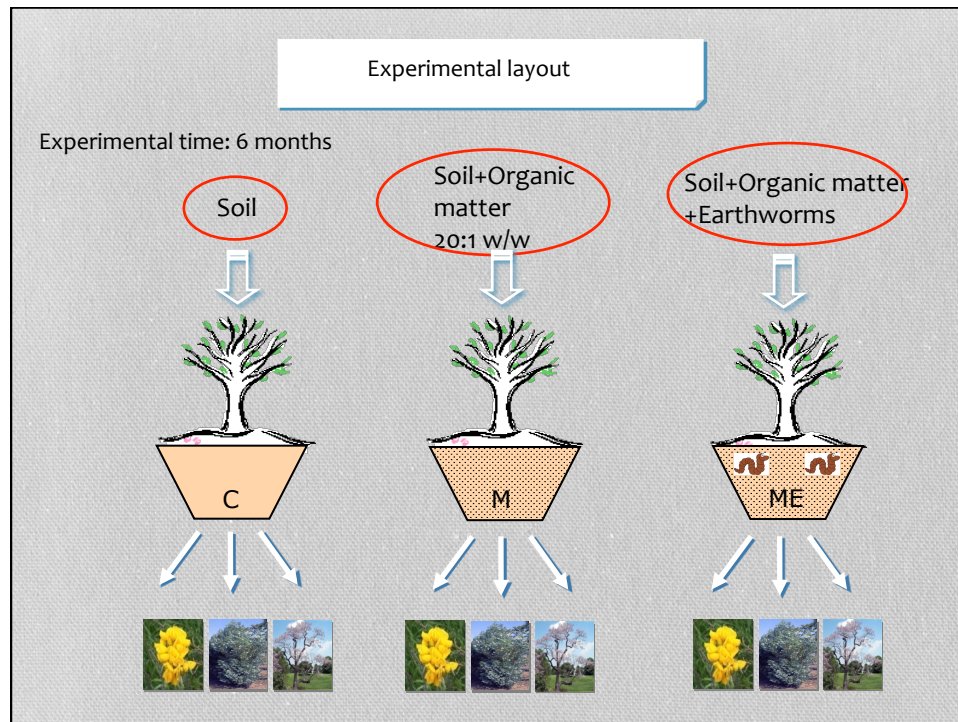 Experimental layout
Experimental time: 6 months
Soil
Soil+Organic
matter
20:1 w/w
Soil+Organic matter
+Earthworms
C
M
ME